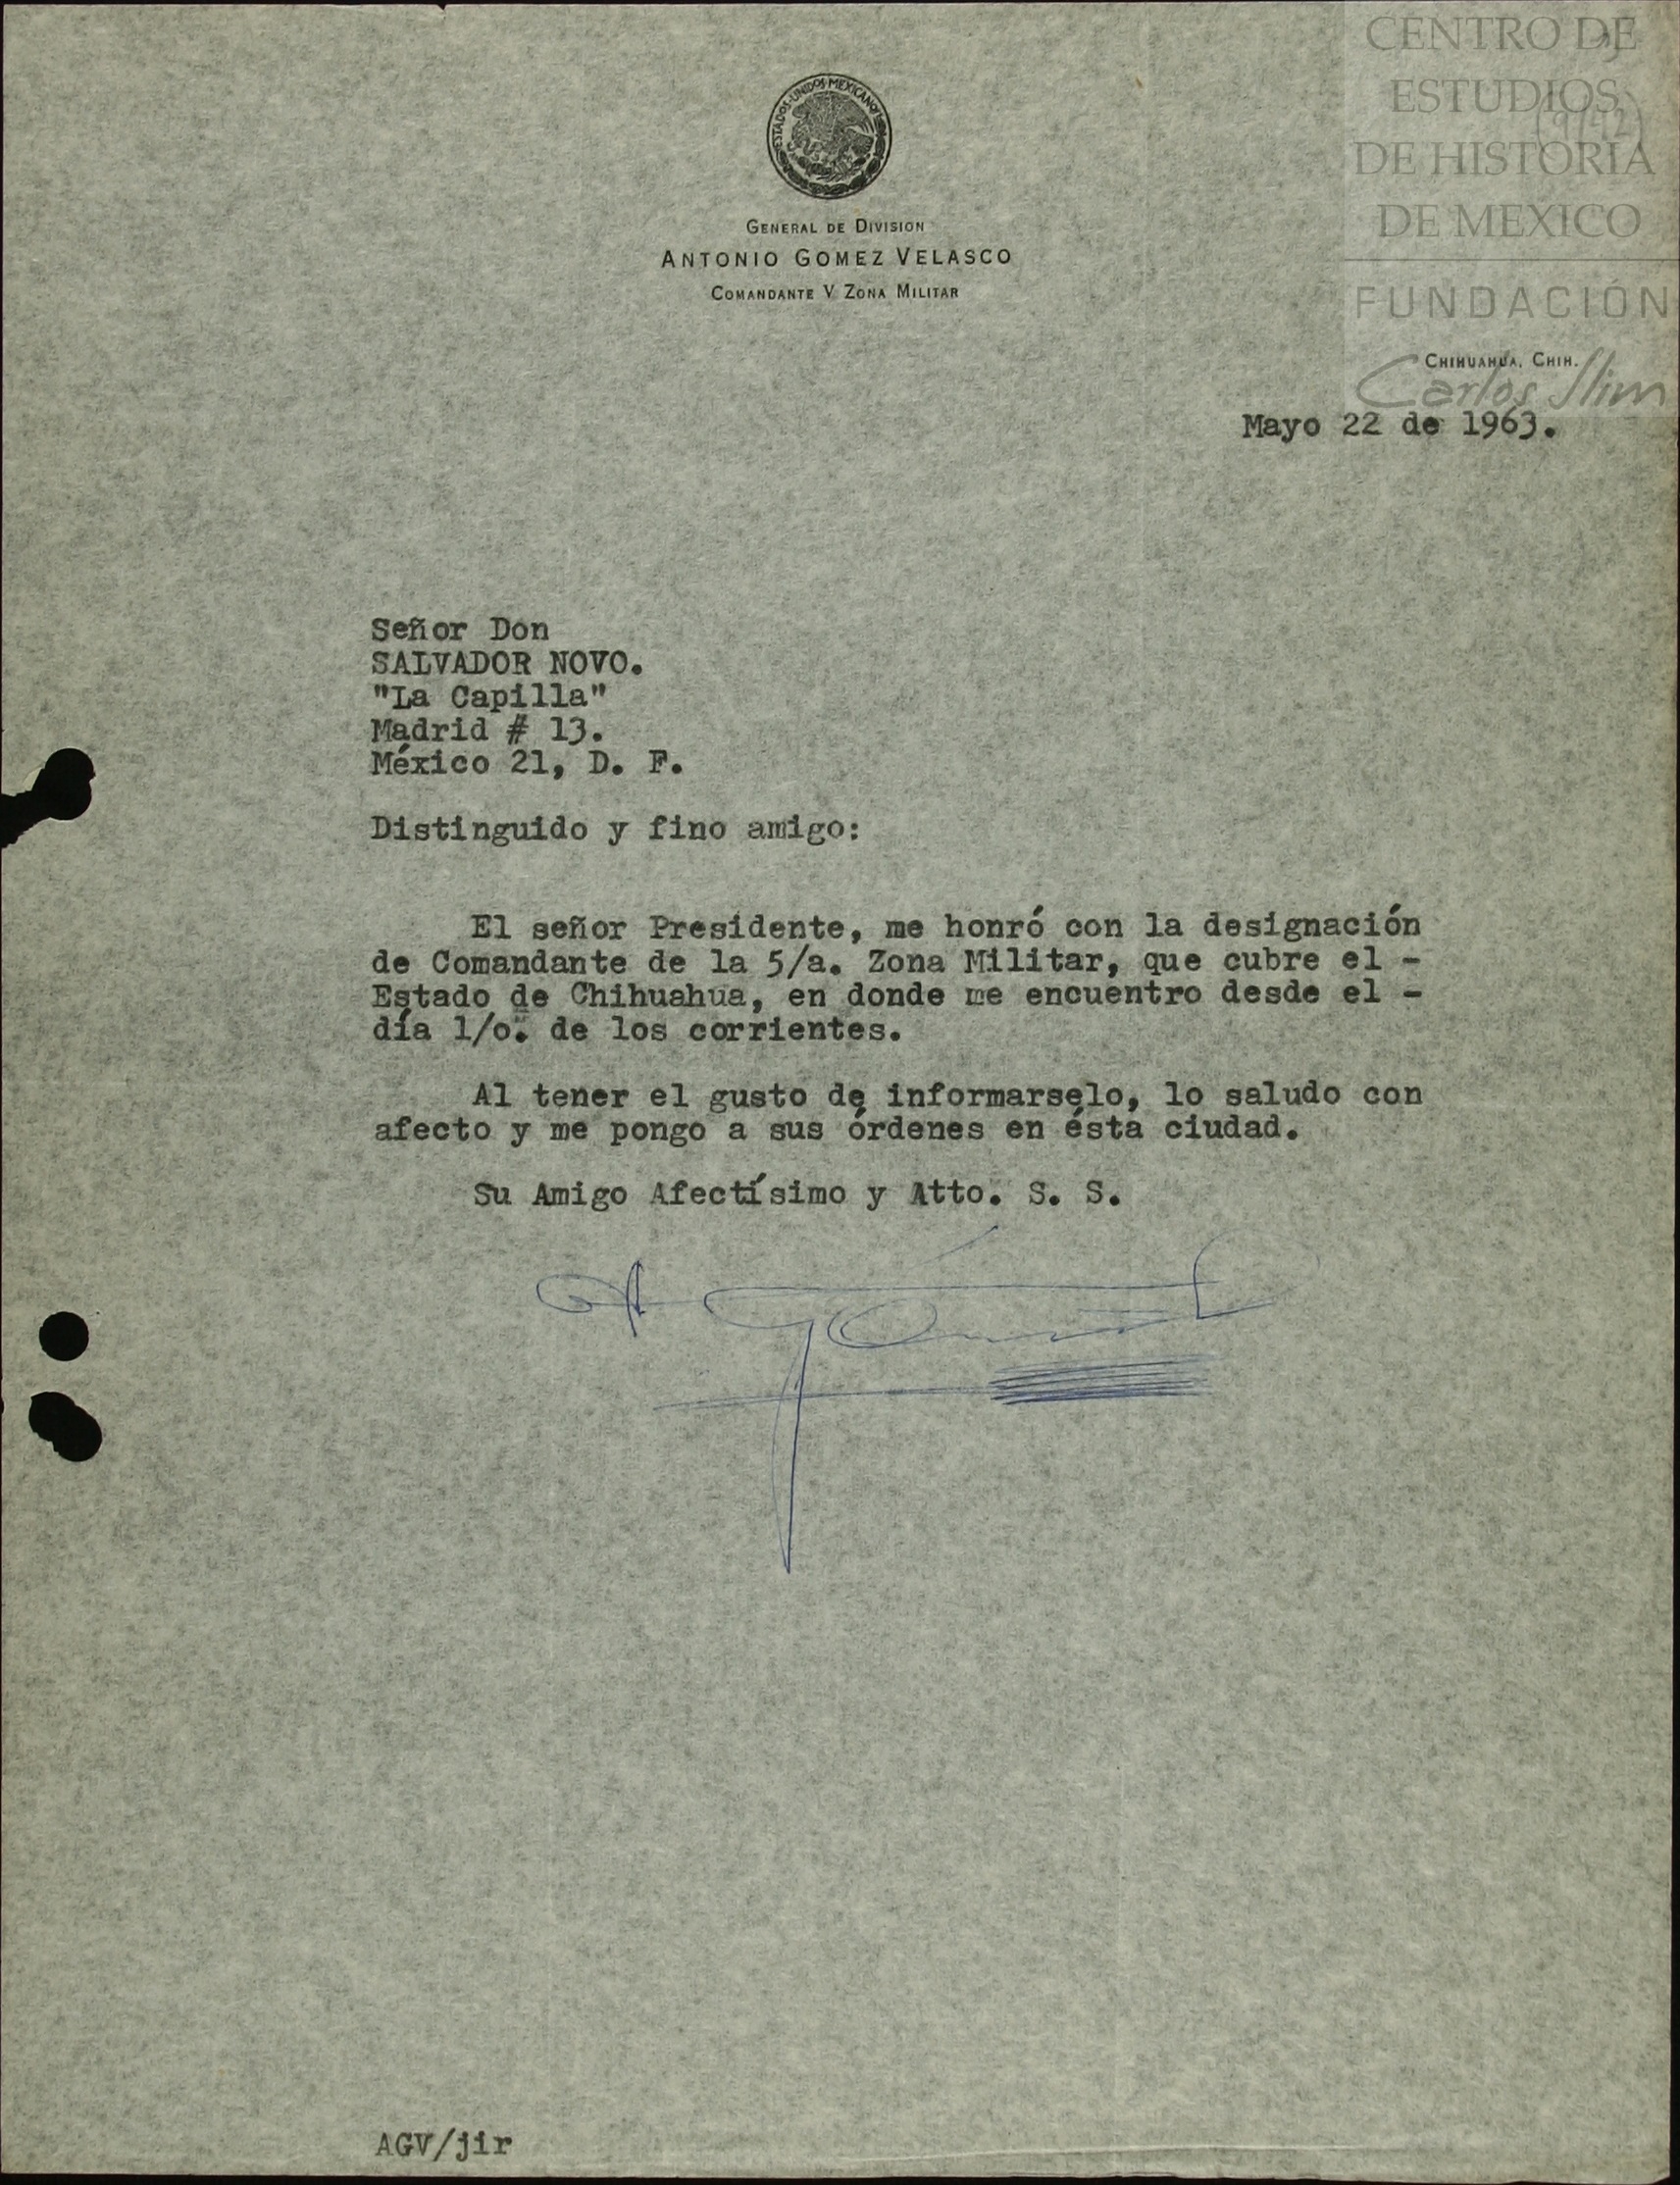 ESTADOS UNIDOS MEXICANOS
GENERAL DE DIVISION
ANTONIO GOMEZ VELASCO
COMANDANTE V ZONA MILITAR
CENTRO DE
ESTUDIOS
DE HISTORIA
DE MEXICO
FUNDACIÓN
Carlos Slim
CHIHUAHUA, CHIH.
Mayo 22 de 1963.
Señor Don
SALVADOR NOVO.
"La Capilla"
Madrid # 13.
México 21, D. F.
Distinguido y fino amigo:
El señor Presidente, me honró con la designación
de Comandante de la 5/a. Zona Militar, que cubre el -
Estado de Chihuahua, en donde me encuentro desde el -
día 1/o. de los corrientes.
Al tener el gusto de informarselo, lo saludo con
afecto y me pongo a sus órdenes en ésta ciudad.
Su Amigo Afectísimo y Atto. S. S.
AGV/jir